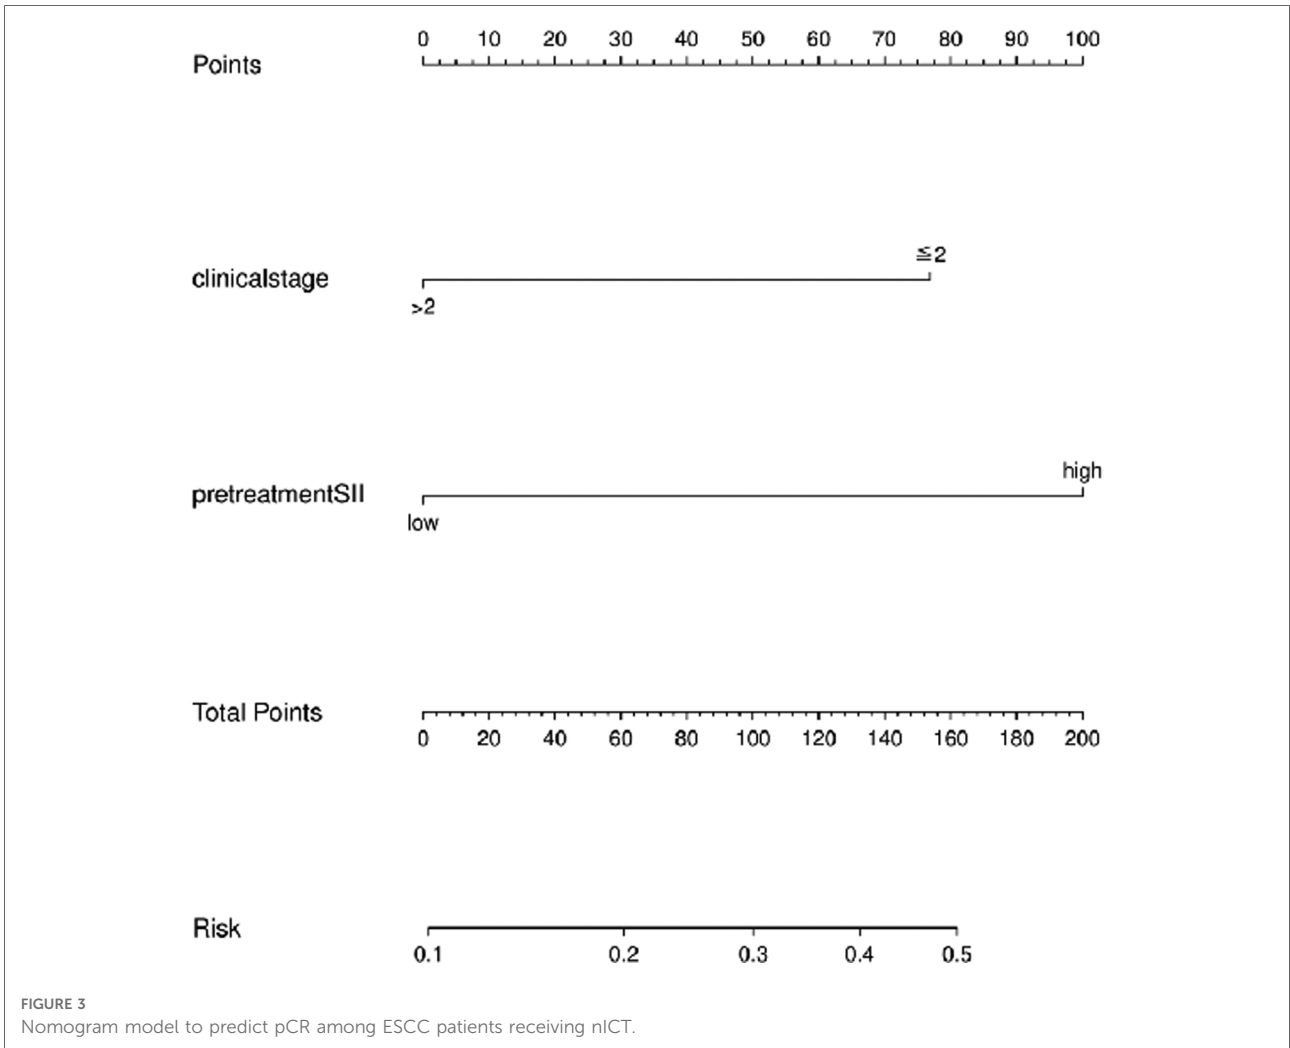 0 10 20 30 40 50 60 70 80 90 100
Points
≦2
clinicalstage
>2
high
pretreatmentSII
low
Total Points
0 20 40 60 80 100 120 140 160 180 200
Risk
0.1 0.2 0.3 0.4 0.5
FIGURE 3
Nomogram model to predict pCR among ESCC patients receiving nICT.